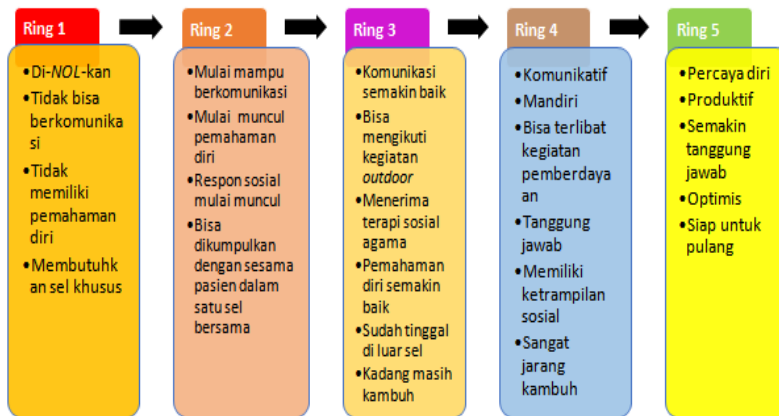 Ring 1
•Di-NOL-kan
•Tidak bisa
berkomunika
si
•Tidak
memiliki
pemahaman
diri
•Membutuhk
an sel khusus
Ring 2
•Mulai mampu
berkomunikasi
•Mulai muncul
pemahaman
diri
•Respon sosial
mulai muncul
•Bisa
dikumpulkan
dengan sesama
pasien dalam
satu sel
bersama
Ring 3
•Komunikasi
semakin baik
•Bisa
mengikuti
kegiatan
outdoor
•Menerima
terapi sosial
agama
•Pemahaman
diri semakin
baik
•Sudah tinggal
di luar sel
•Kadang masih
kambuh
Ring 4
•Komunikatif
•Mandiri
•Bisa terlibat
kegiatan
pemberdaya
an
•Tanggung
jawab
•Memiliki
ketrampilan
sosial
•Sangat
jarang
kambuh
Ring 5
•Percaya diri
•Produktif
•Semakin
tanggung
jawab
•Optimis
•Siap untuk
pulang